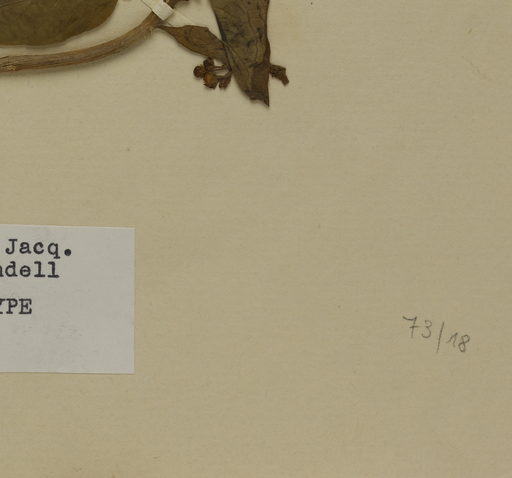 Jacq.
ndell
YPE
73/18